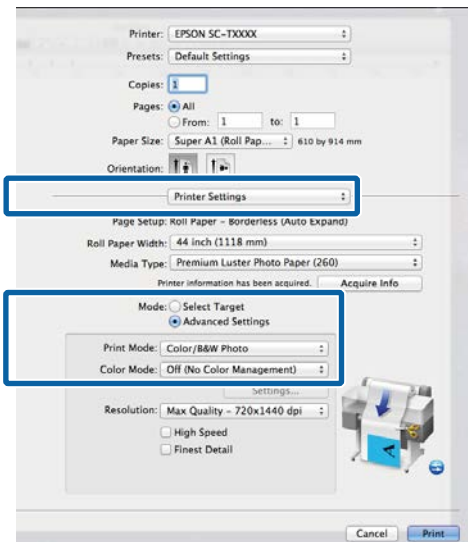 Printer: EPSON SC-TXXXX
Presets: Default Settings
Copies: 1
Pages: All
From: 1 to: 1
Paper Size: Super A1 (Roll Pap... 610 by 914 mm
Orientation:
Printer Settings
Page Setup: Roll Paper - Borderless (Auto Expand)
Roll Paper Width: 44 inch (1118 mm)
Media Type: Premium Luster Photo Paper (260)
Printer information has been acquired. Acquire Info
Mode: Select Target
Advanced Settings
Print Mode: Color/B&W Photo
Color Mode: Off (No Color Management)
Settings...
Resolution: Max Quality - 720x1440 dpi
High Speed
Finest Detail
A
Cancel Print